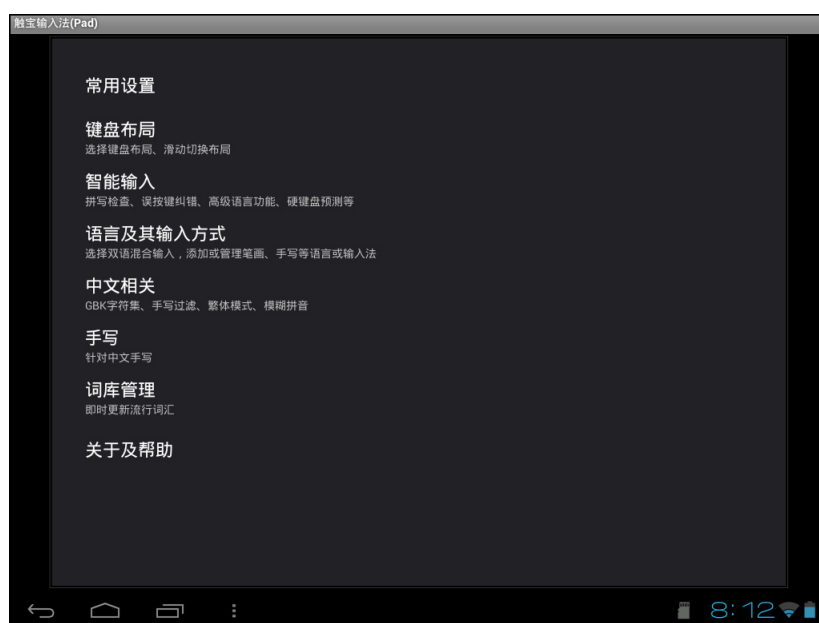 触宝输入法(Pad)
常用设置
键盘布局
选择键盘布局、滑动切换布局
智能输入
拼写检查、误按键纠错、高级语言功能、硬键盘预测等
语言及其输入方式
选择双语混合输入，添加或管理笔画、手写等语言或输入法
中文相关
GBK字符集、手写过滤、繁体模式、模糊拼音
手写
针对中文手写
词库管理
即时更新流行词汇
关于及帮助
8:12